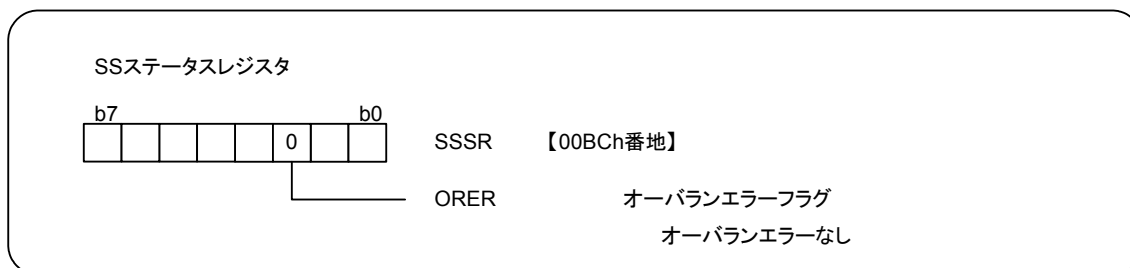 SSステータスレジスタ
b7 b0
0 SSSR 【00BCh番地】
ORER オーバランエラーフラグ
オーバランエラーなし